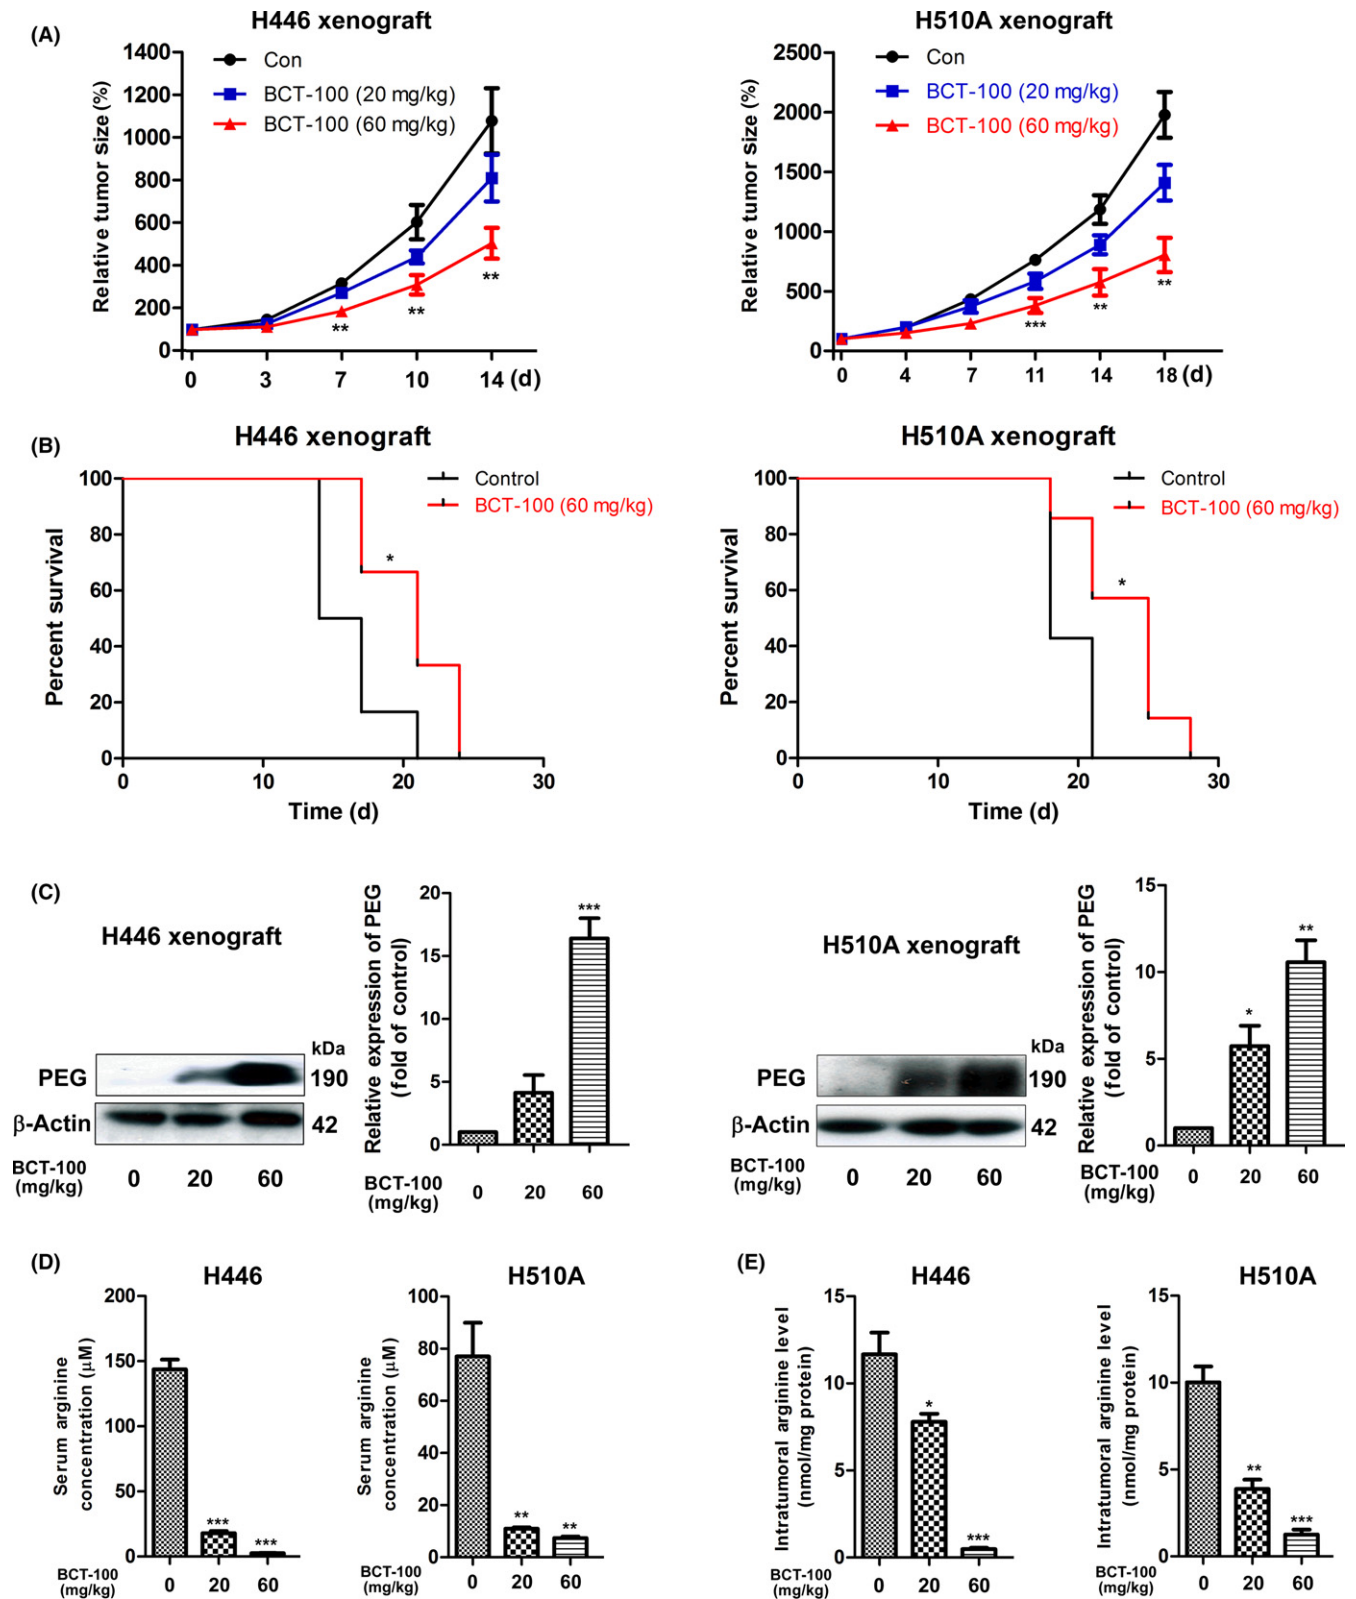 (A)
H446 xenograft
Relative tumor size (%)
1400
1200
1000
800
600
400
200
0
Con
BCT-100 (20 mg/kg)
BCT-100 (60 mg/kg)
**
**
**
0 3 7 10 14 (d)
H510A xenograft
Relative tumor size (%)
2500
2000
1500
1000
500
0
Con
BCT-100 (20 mg/kg)
BCT-100 (60 mg/kg)
***
**
**
0 4 7 11 14 18 (d)
(B)
H446 xenograft
Percent survival
100
80
60
40
20
0
Control
BCT-100 (60 mg/kg)
*
0 10 20 30
Time (d)
H510A xenograft
Percent survival
100
80
60
40
20
0
Control
BCT-100 (60 mg/kg)
*
0 10 20 30
Time (d)
(C)
H446 xenograft
kDa
PEG 190
β-Actin 42
BCT-100
(mg/kg) 0 20 60
Relative expression of PEG
(fold of control)
20
15
10
5
0
***
BCT-100
(mg/kg) 0 20 60
H510A xenograft
kDa
PEG 190
β-Actin 42
BCT-100
(mg/kg) 0 20 60
Relative expression of PEG
(fold of control)
15
10
5
0
*
**
BCT-100
(mg/kg) 0 20 60
(D)
H446
Serum arginine
concentration (μM)
200
150
100
50
0
***
***
BCT-100
(mg/kg) 0 20 60
H510A
Serum arginine
concentration (μM)
100
80
60
40
20
0
**
**
BCT-100
(mg/kg) 0 20 60
(E)
H446
Intratumoral arginine level
(nmol/mg protein)
15
10
5
0
*
***
BCT-100
(mg/kg) 0 20 60
H510A
Intratumoral arginine level
(nmol/mg protein)
15
10
5
0
**
***
BCT-100
(mg/kg) 0 20 60